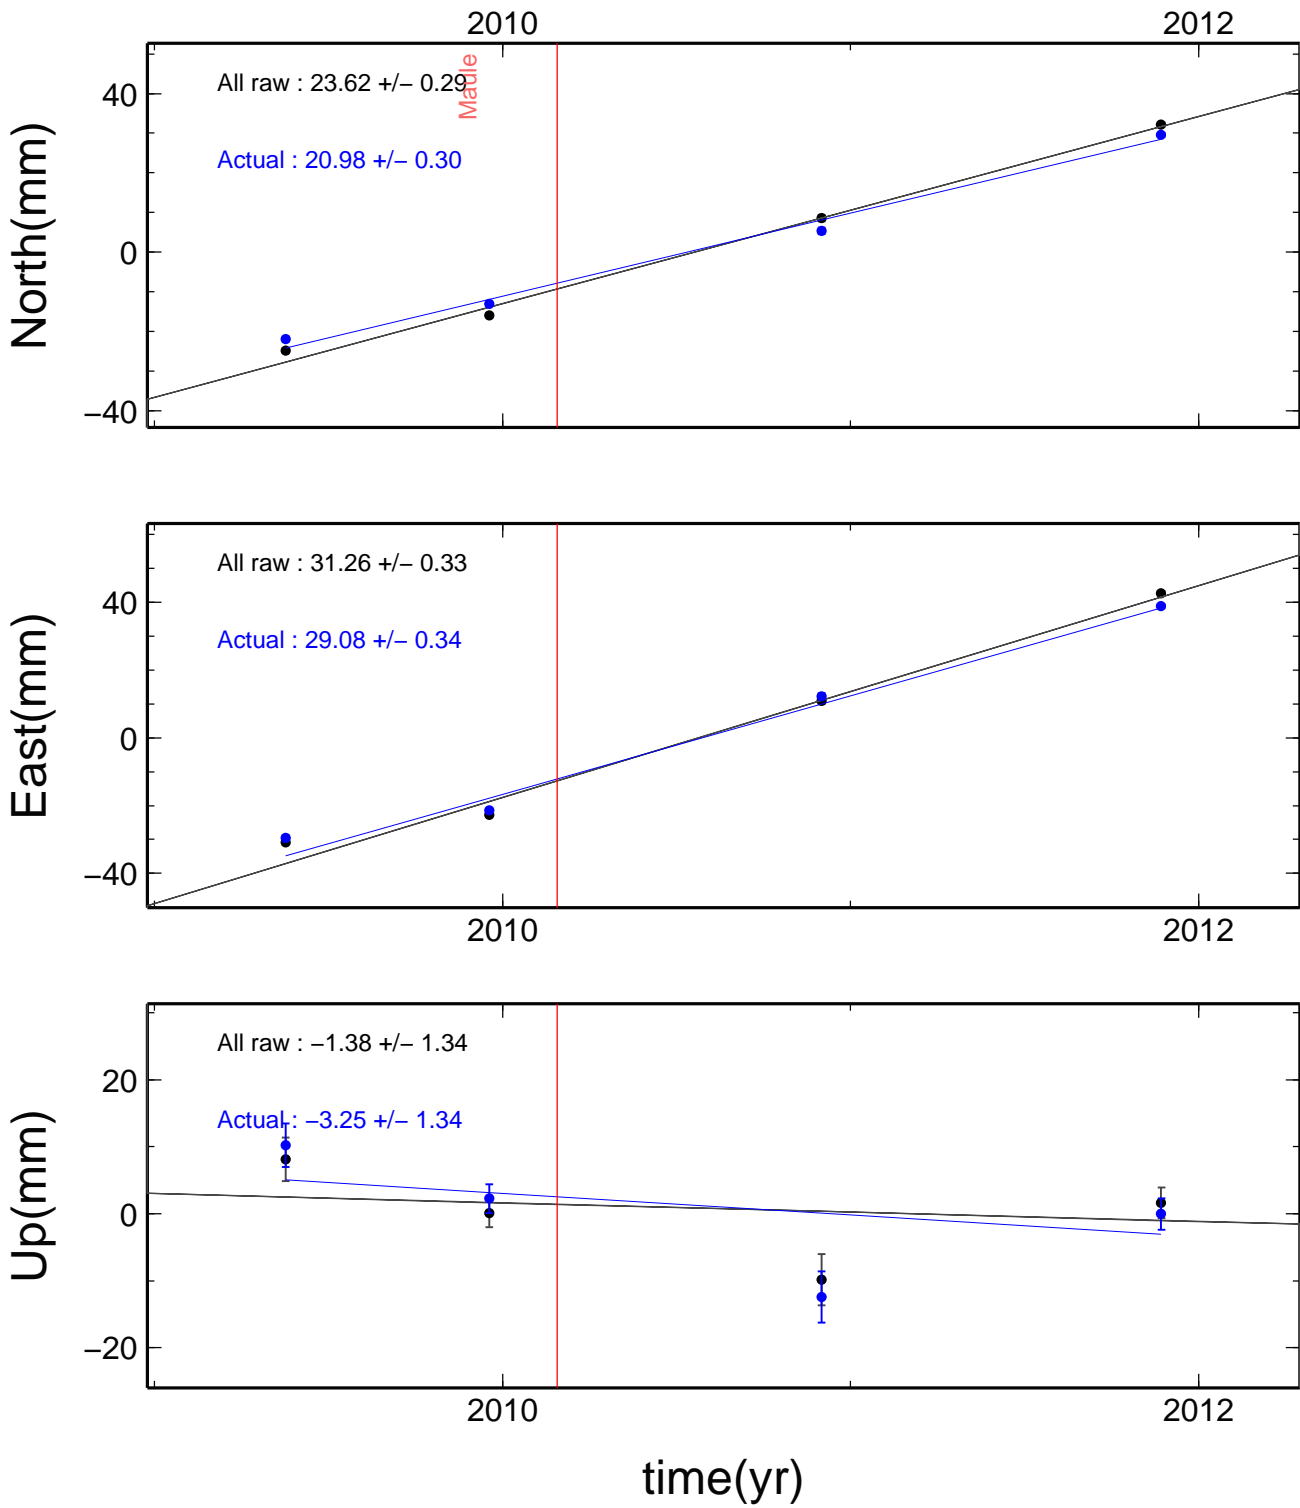 2010 2012
Maule
All raw : 23.62 +/− 0.29
Actual : 20.98 +/− 0.30
40
0
−40
North(mm)
All raw : 31.26 +/− 0.33
Actual : 29.08 +/− 0.34
40
0
−40
East(mm)
2010 2012
All raw : −1.38 +/− 1.34
Actual : −3.25 +/− 1.34
20
0
−20
Up(mm)
2010 2012
time(yr)